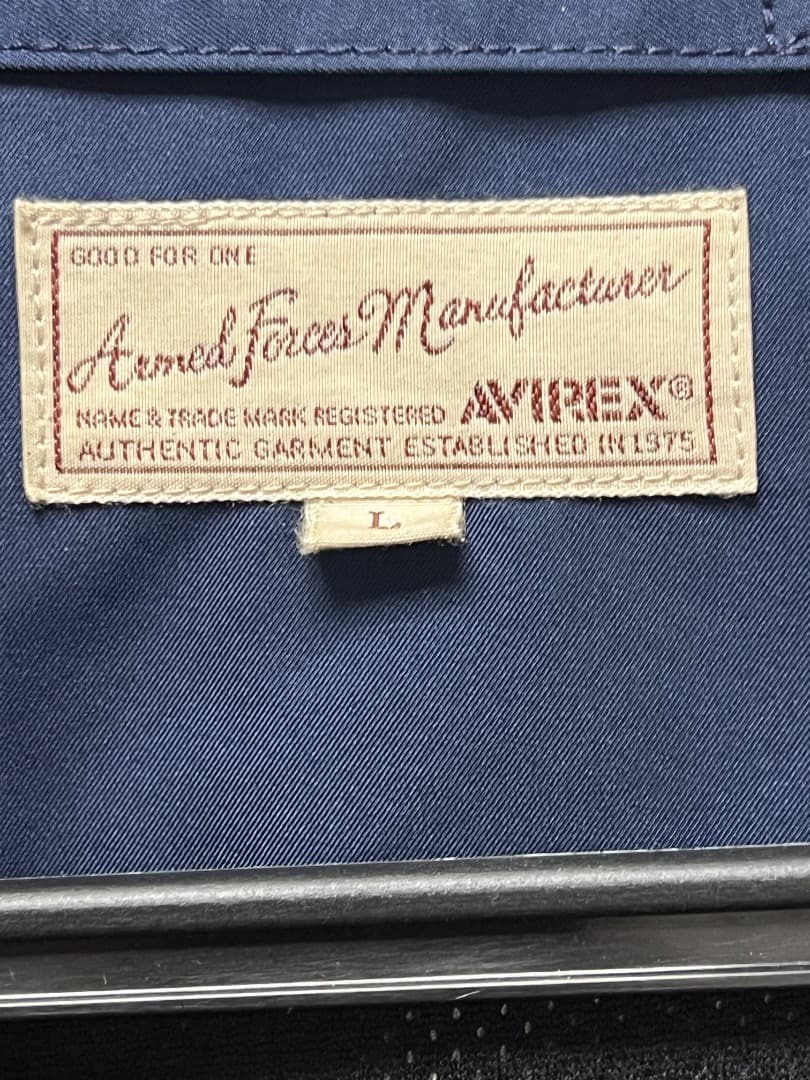 GOOD FOR ONE
Armed Forces Manufacturer
NAME & TRADE MARK REGISTERED AVIREX®
AUTHENTIC GARMENT ESTABLISHED IN 1975
L